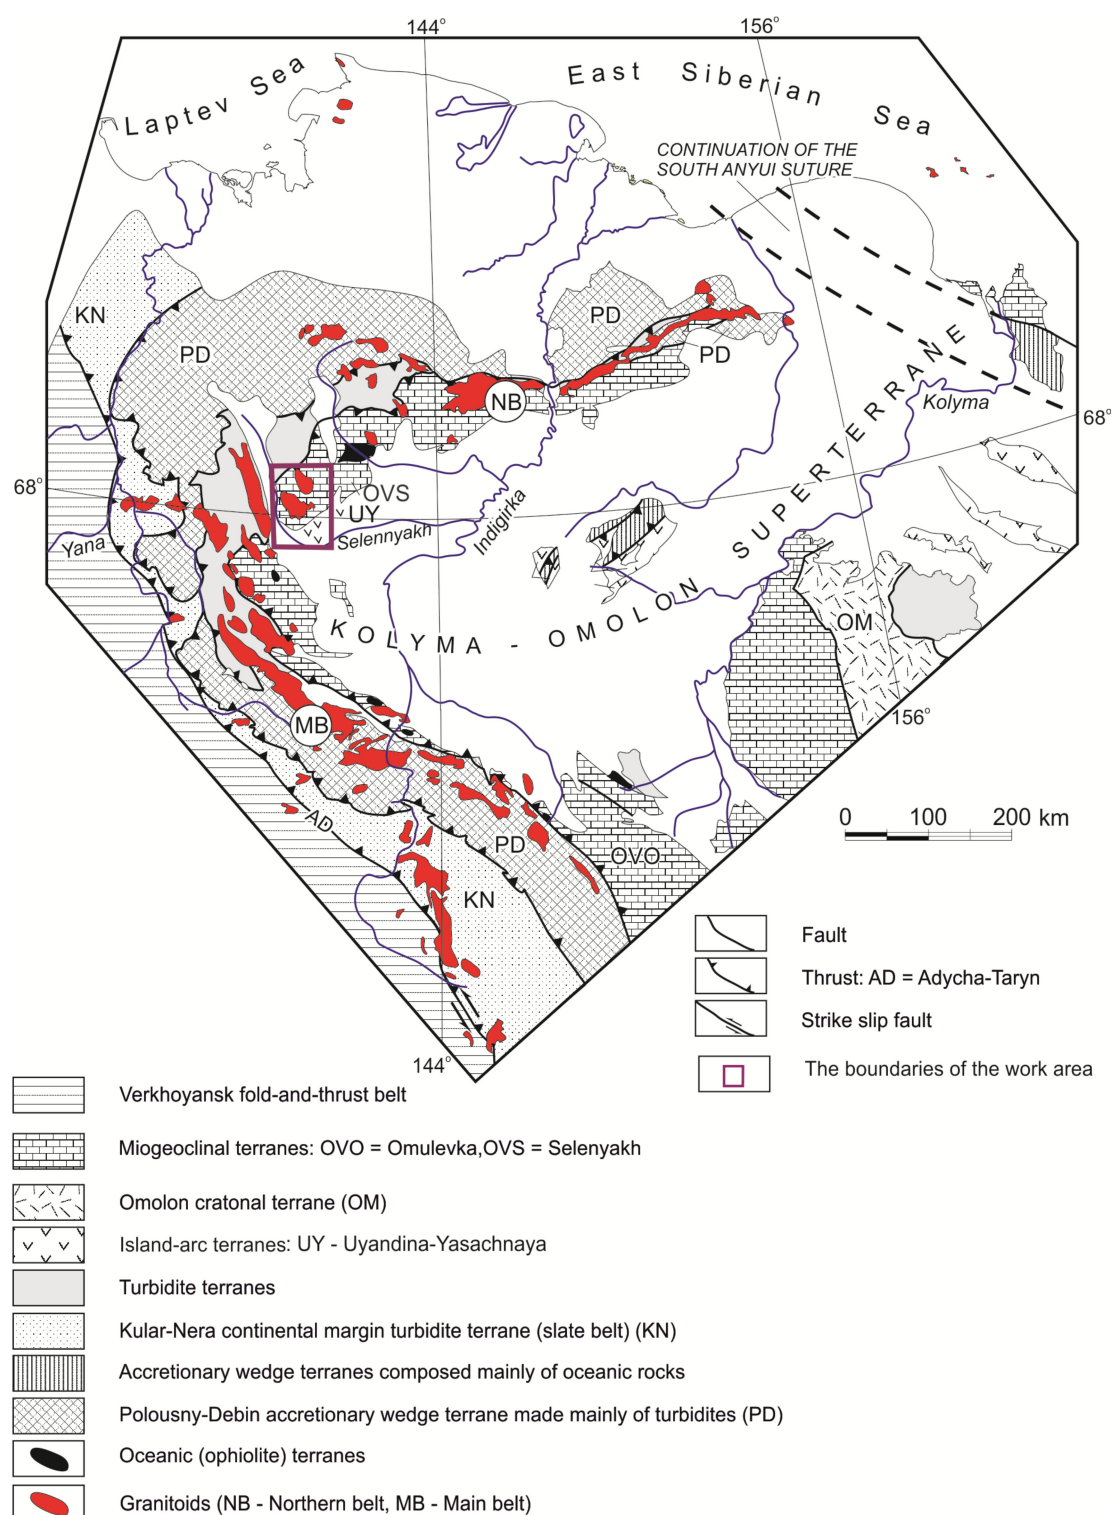 144°
156°
Laptev Sea
East Siberian Sea
CONTINUATION OF THE
SOUTH ANYUI SUTURE
KN
PD
PD
PD
NB
Kolyma
68°
68°
OVS
UY
Selennyakh
Indigirka
Yana
KOLYMA - OMOLON SUPERTERRANE
OM
156°
MB
AD
PD
OVO
KN
0 100 200 km
144°
Fault
Thrust: AD = Adycha-Taryn
Strike slip fault
The boundaries of the work area
Verkhoyansk fold-and-thrust belt
Miogeoclinal terranes: OVO = Omulevka,OVS = Selenyakh
Omolon cratonal terrane (OM)
Island-arc terranes: UY - Uyandina-Yasachnaya
Turbidite terranes
Kular-Nera continental margin turbidite terrane (slate belt) (KN)
Accretionary wedge terranes composed mainly of oceanic rocks
Polousny-Debin accretionary wedge terrane made mainly of turbidites (PD)
Oceanic (ophiolite) terranes
Granitoids (NB - Northern belt, MB - Main belt)